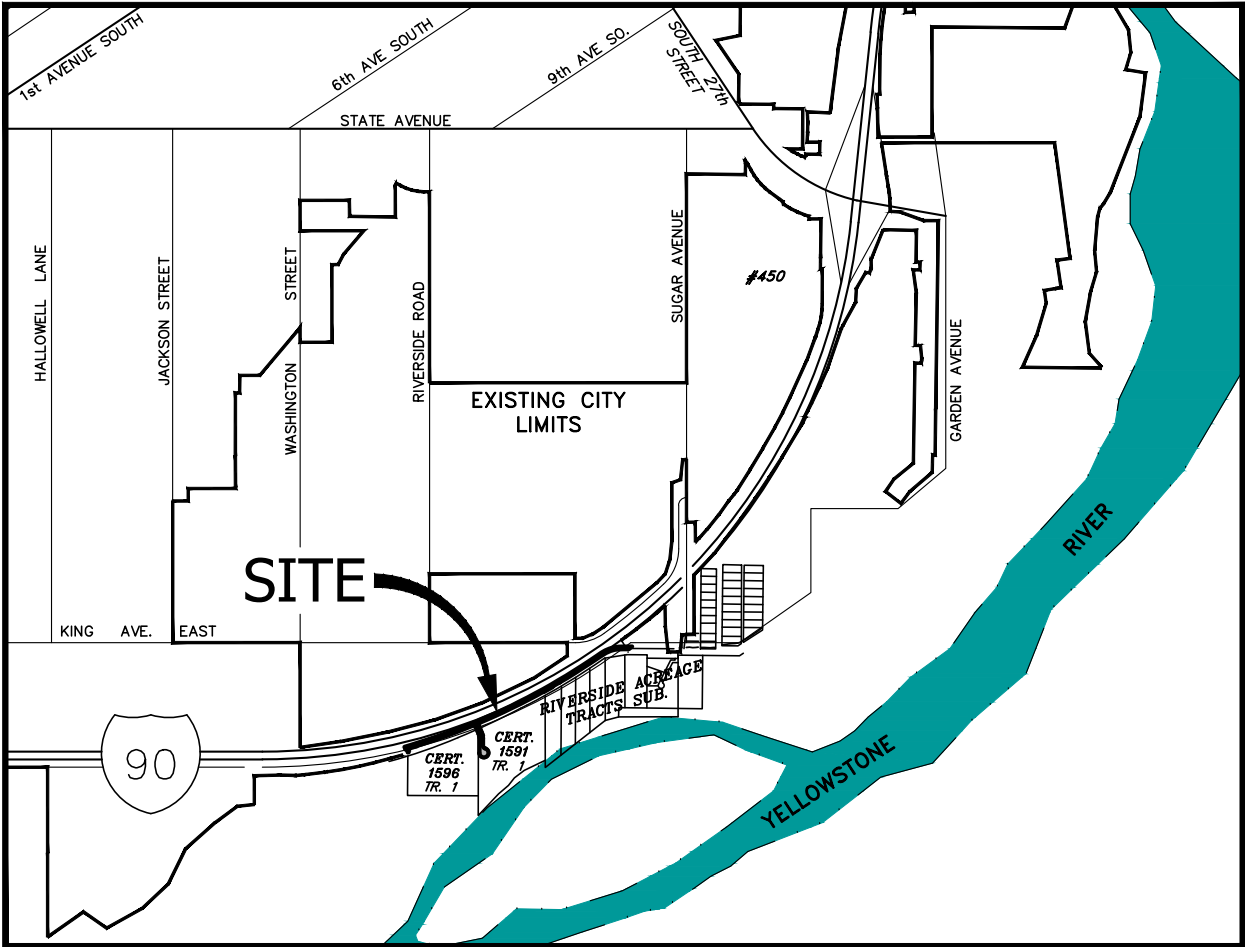 1st AVENUE SOUTH
6th AVE SOUTH
9th AVE SO.
SOUTH 27th
STREET
STATE AVENUE
HALLOWELL LANE
JACKSON STREET
WASHINGTON STREET
RIVERSIDE ROAD
SUGAR AVENUE
#450
GARDEN AVENUE
EXISTING CITY
LIMITS
RIVER
SITE
KING AVE. EAST
RIVERSIDE ACREAGE
TRACTS SUB.
CERT.
1591
TR. 1
CERT.
1596
TR. 1
90
YELLOWSTONE